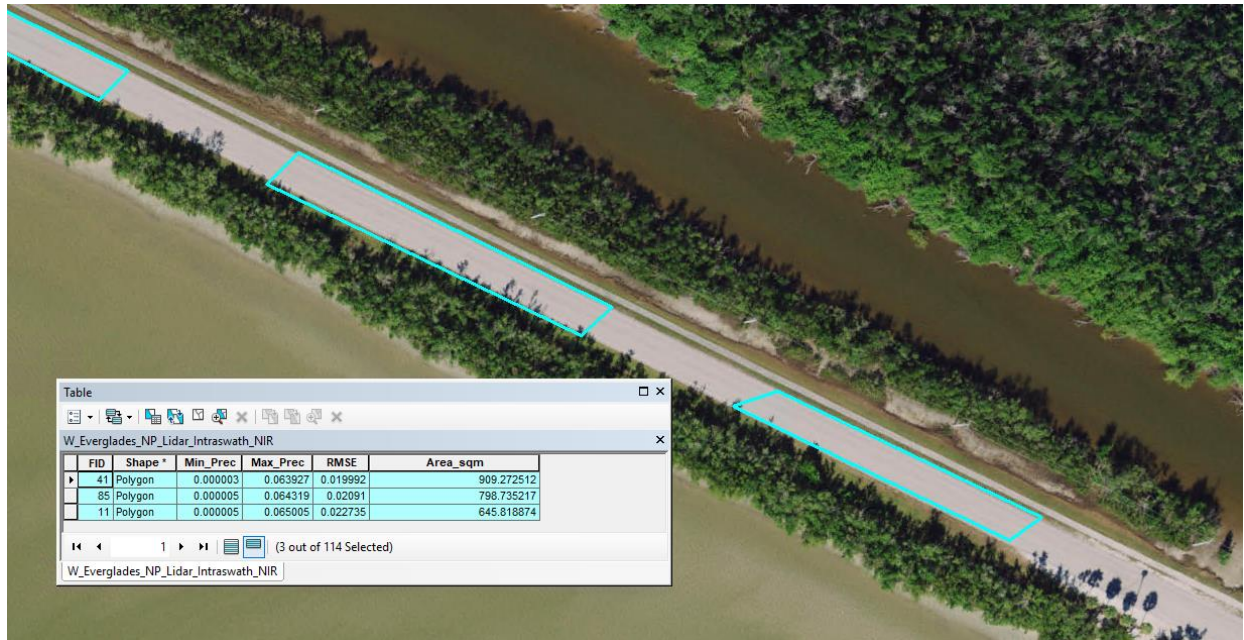 Table
W_Everglades_NP_Lidar_Intraswath_NIR
FID Shape * Min_Prec Max_Prec RMSE Area_sqm
41 Polygon 0.000003 0.063927 0.019992 909.272512
85 Polygon 0.000005 0.064319 0.02091 798.735217
11 Polygon 0.000005 0.065005 0.022735 645.818874
1 (3 out of 114 Selected)
W_Everglades_NP_Lidar_Intraswath_NIR